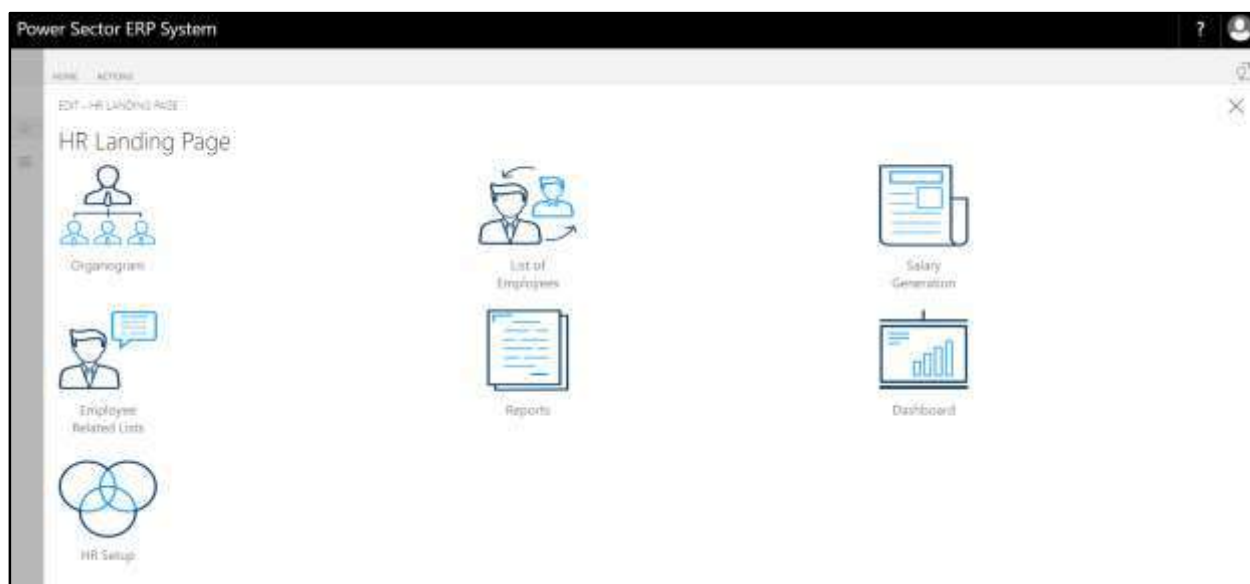 Power Sector ERP System
?
HOME ACTIONS
EDIT - HR LANDING PAGE
HR Landing Page
Organogram
List of
Employees
Salary
Generation
Employee
Related Lists
Reports
Dashboard
HR Setup